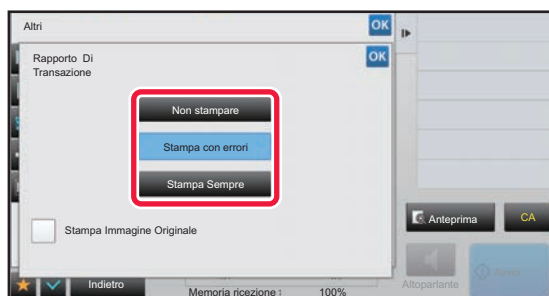 Altri
OK
Rapporto Di
Transazione
OK
Non stampare
Stampa con errori
Stampa Sempre
Stampa Immagine Originale
Anteprima
CA
Indietro
Memoria ricezione :
100%
Altoparlante
Avvio